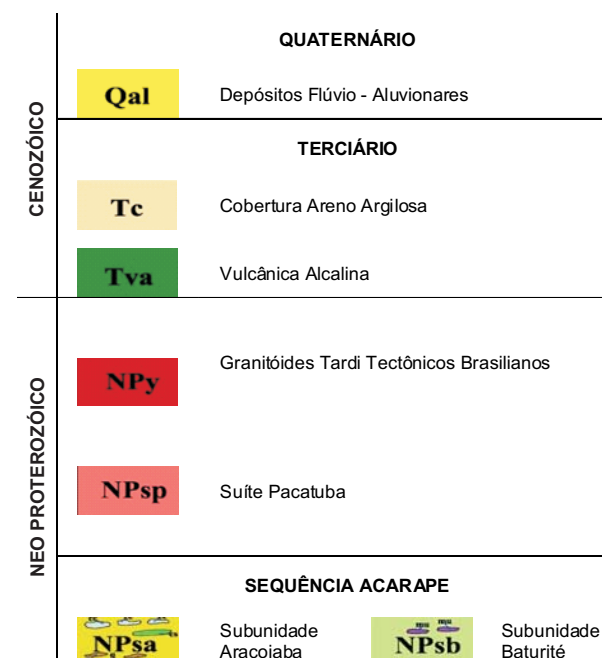 CENOZÓICO
QUATERNÁRIO
Qal
Depósitos Flúvio - Aluvionares
TERCIÁRIO
Tc
Cobertura Areno Argilosa
Tva
Vulcânica Alcalina
NEO PROTEROZÓICO
NPy
Granitóides Tardi Tectônicos Brasilianos
NPsp
Suíte Pacatuba
SEQUÊNCIA ACARAPE
NPsa
Subunidade
Aracoiaba
NPsb
Subunidade
Baturité